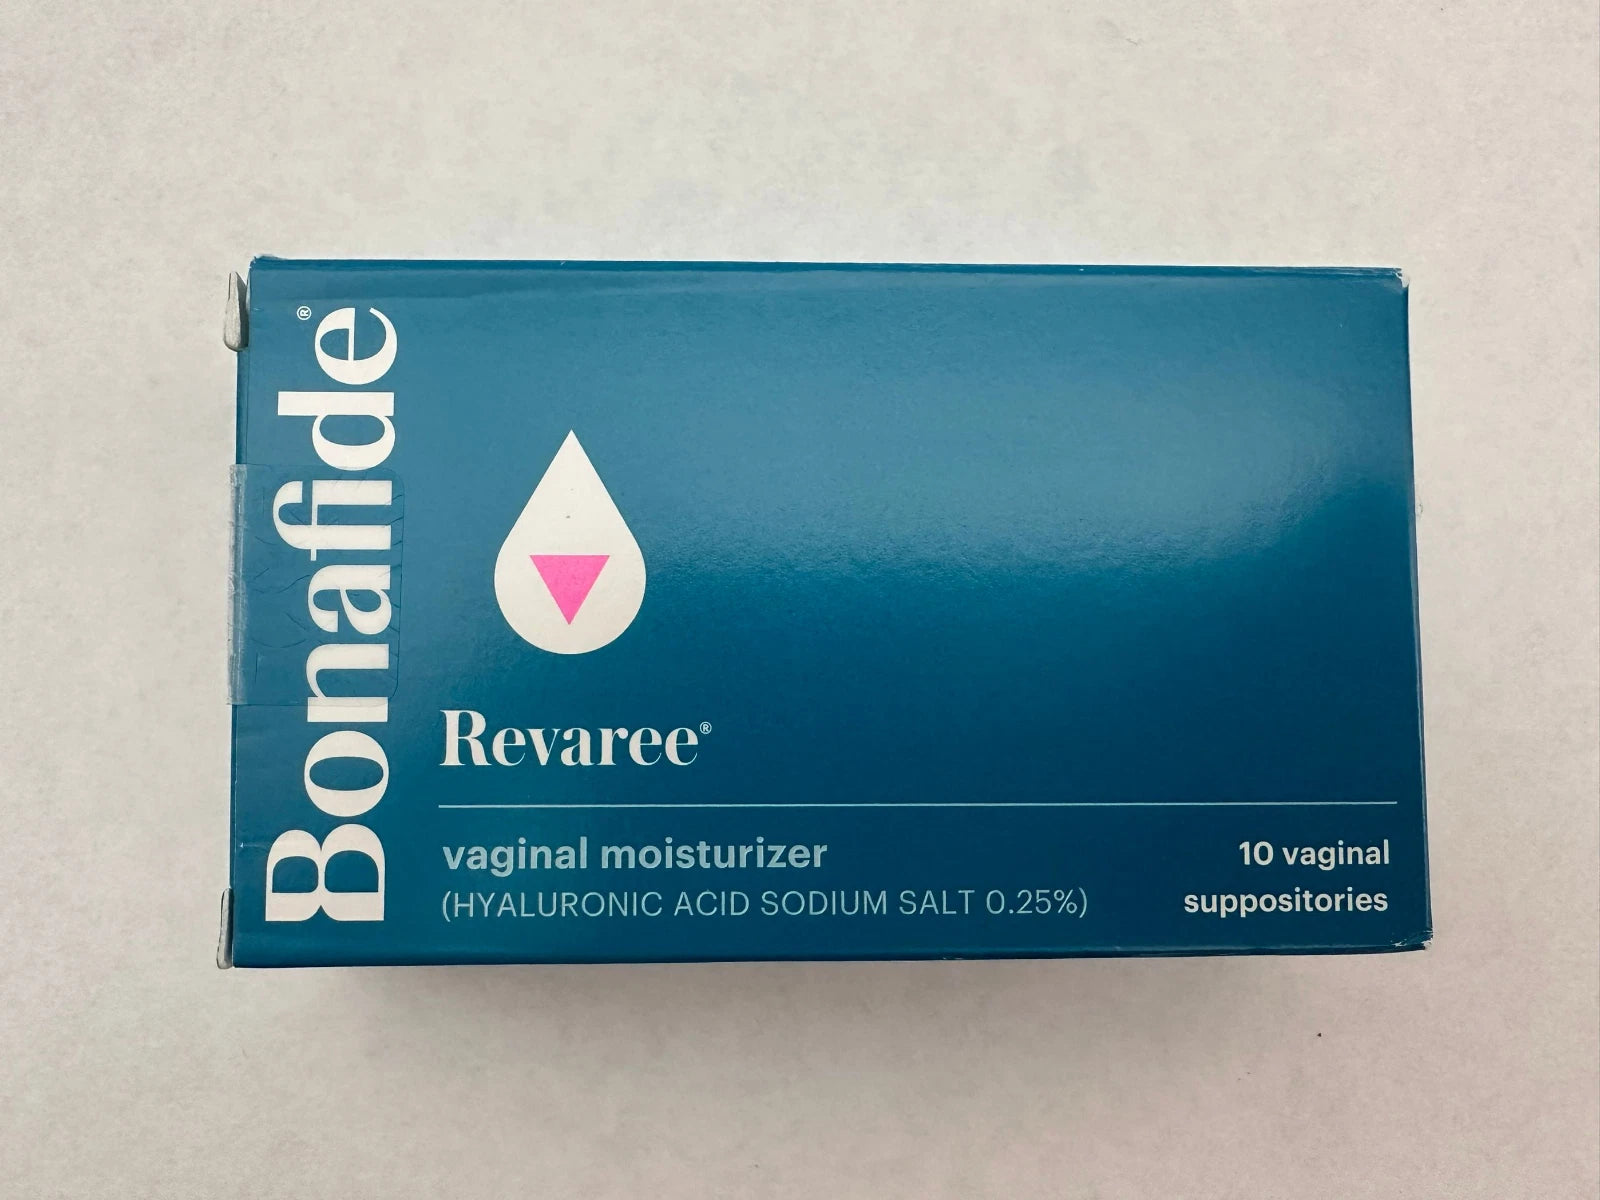 Bonafide®
Revaree®
vaginal moisturizer
(HYALURONIC ACID SODIUM SALT 0.25%)
10 vaginal
suppositories